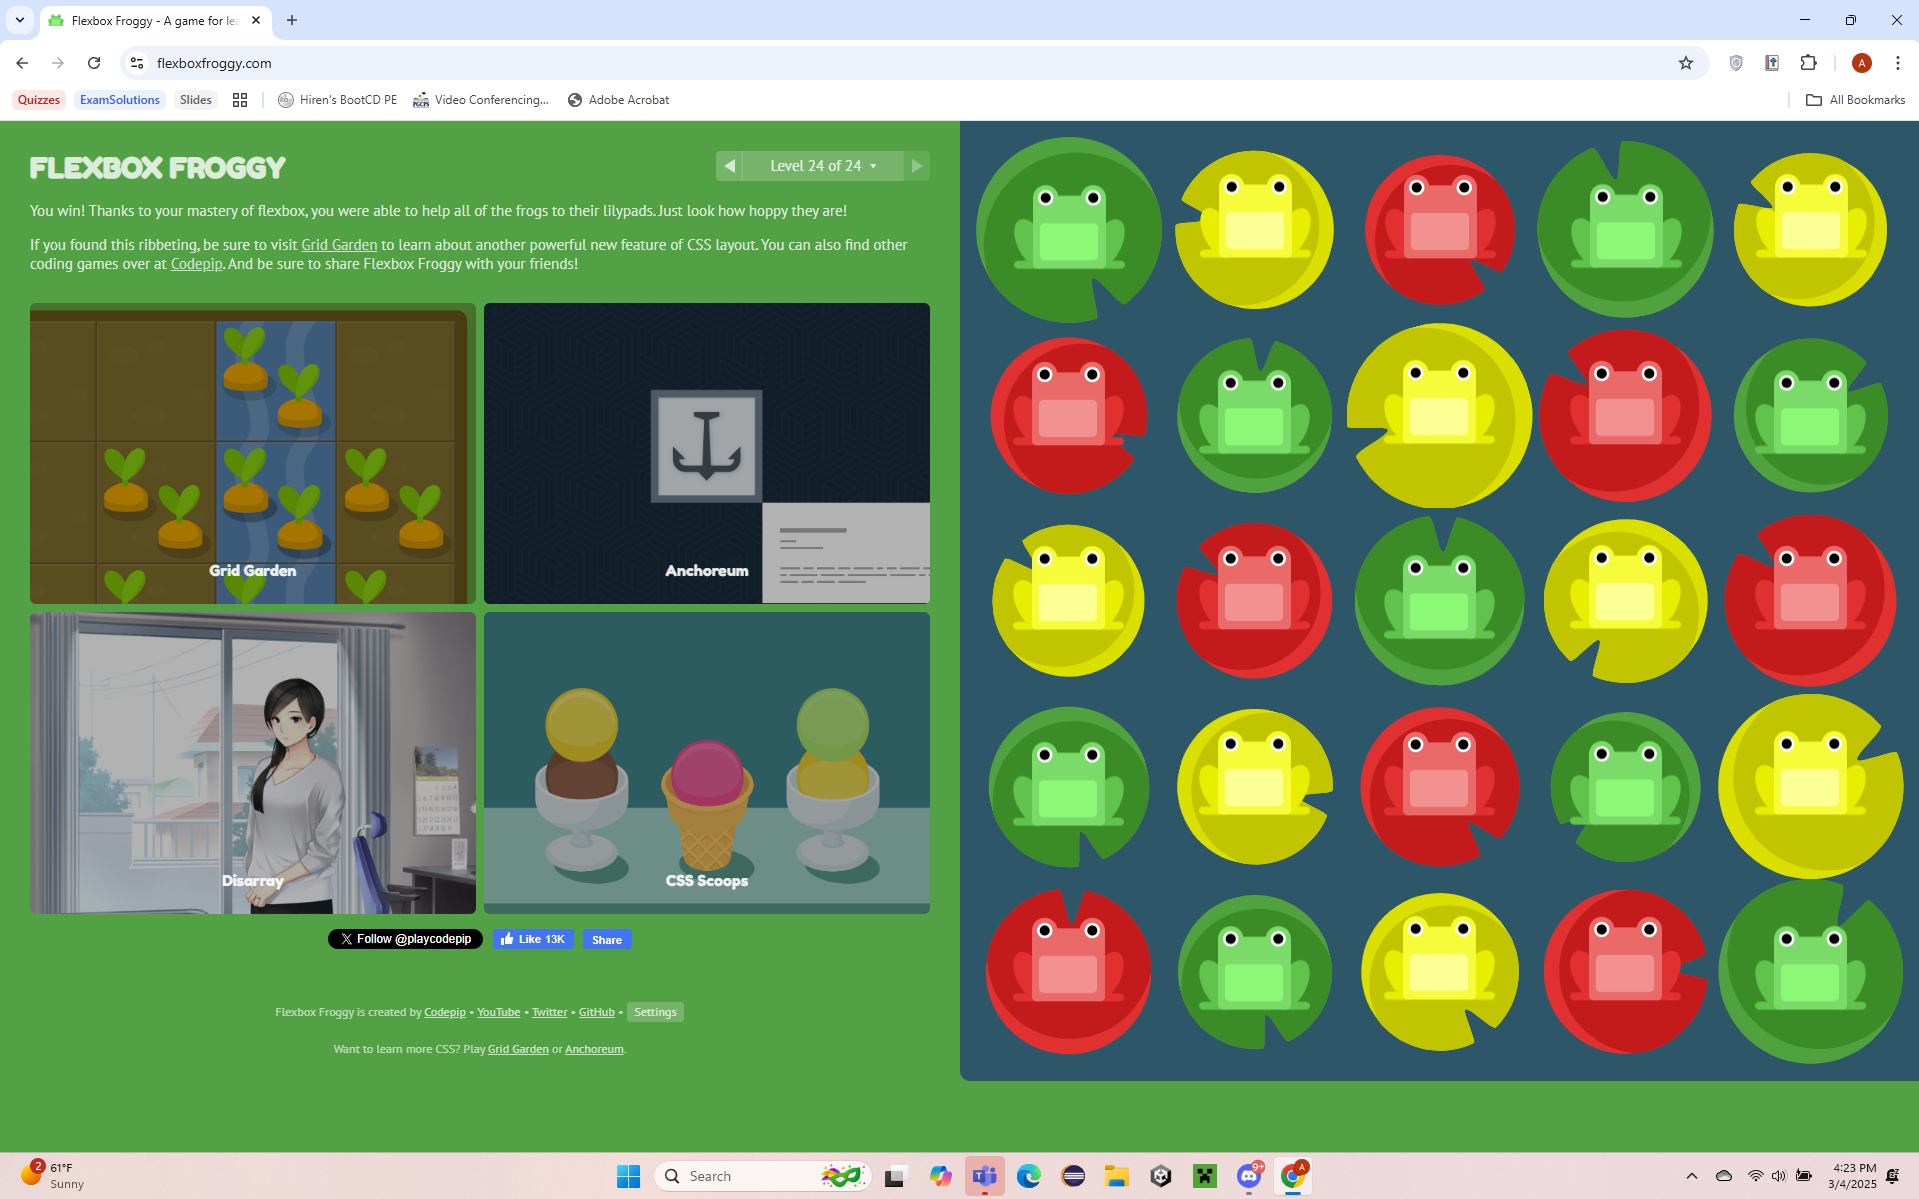 Flexbox Froggy - A game for le
flexboxfroggy.com
A
Quizzes
ExamSolutions
Slides
Hiren's BootCD PE
Video Conferencing...
Adobe Acrobat
All Bookmarks
FLEXBOX FROGGY
Level 24 of 24
You win! Thanks to your mastery of flexbox, you were able to help all of the frogs to their lilypads. Just look how hoppy they are!
If you found this ribbeting, be sure to visit Grid Garden to learn about another powerful new feature of CSS layout. You can also find other
coding games over at Codepip. And be sure to share Flexbox Froggy with your friends!
Grid Garden
Anchoreum
Disarray
CSS Scoops
Follow @playcodepip
Like 13K
Share
Flexbox Froggy is created by Codepip • YouTube • Twitter • GitHub • Settings
Want to learn more CSS? Play Grid Garden or Anchoreum.
2
61°F
Sunny
Search
9+
A
4:23 PM
3/4/2025